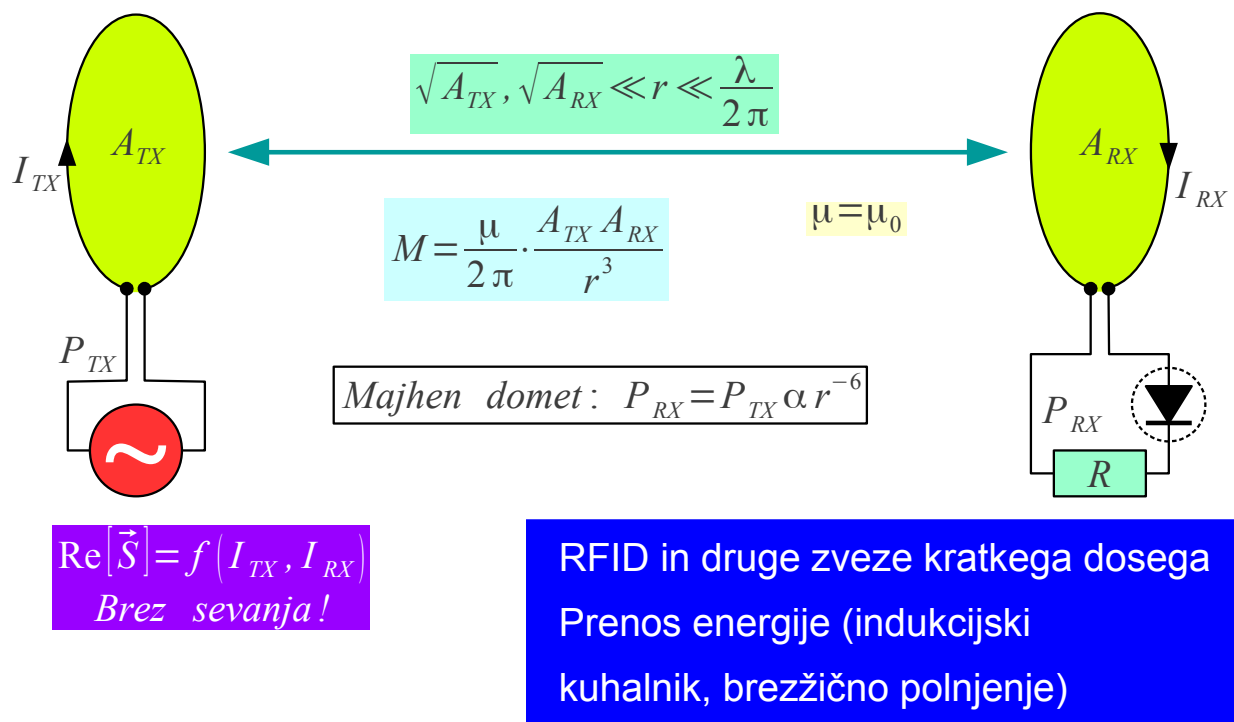 √A_TX, √A_RX ≪ r ≪ λ/2π
A_TX
A_RX
I_TX
I_RX
M = μ/2π · A_TX A_RX/r³
μ=μ₀
P_TX
Majhen domet: P_RX = P_TX α r⁻⁶
P_RX
~
R
Re[S⃗] = f(I_TX, I_RX)
Brez sevanja!
RFID in druge zveze kratkega dosega
Prenos energije (indukcijski
kuhalnik, brezžično polnjenje)